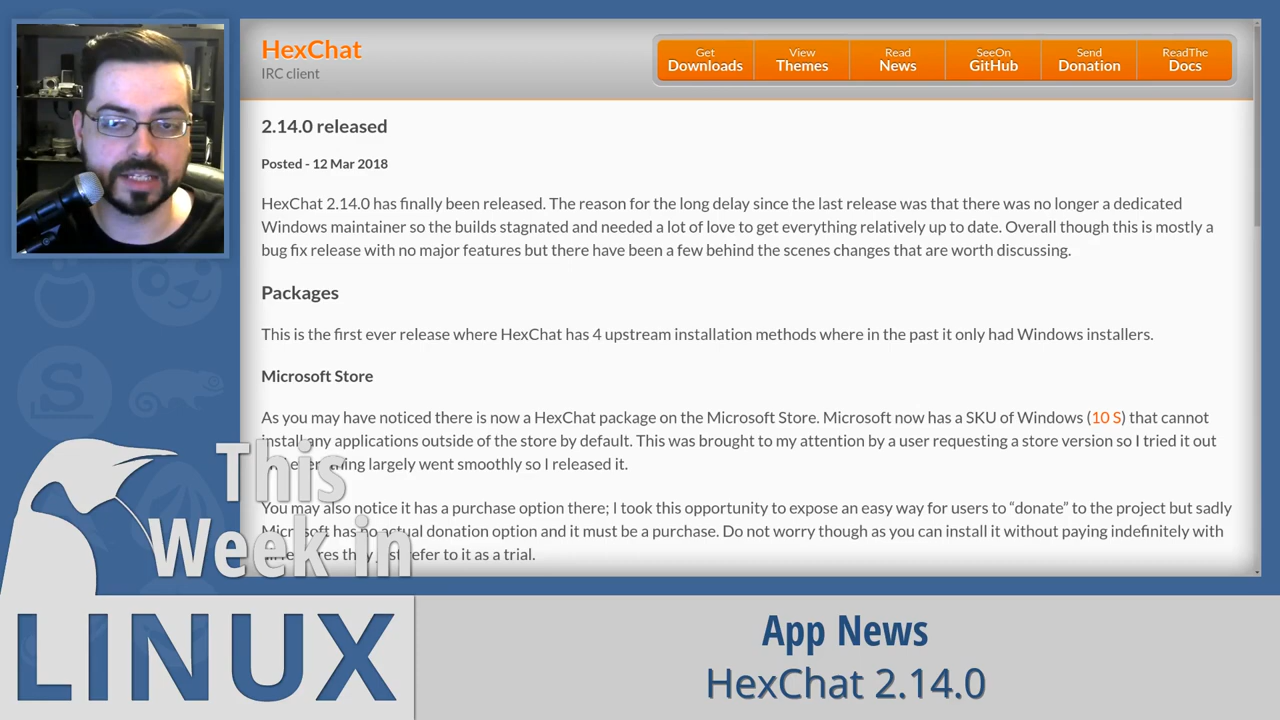 HexChat
IRC client
Get Downloads
View Themes
Read News
SeeOn GitHub
Send Donation
ReadThe Docs
2.14.0 released
Posted - 12 Mar 2018
HexChat 2.14.0 has finally been released. The reason for the long delay since the last release was that there was no longer a dedicated
Windows maintainer so the builds stagnated and needed a lot of love to get everything relatively up to date. Overall though this is mostly a
bug fix release with no major features but there have been a few behind the scenes changes that are worth discussing.
Packages
This is the first ever release where HexChat has 4 upstream installation methods where in the past it only had Windows installers.
Microsoft Store
As you may have noticed there is now a HexChat package on the Microsoft Store. Microsoft now has a SKU of Windows (10 S) that cannot
install any applications outside of the store by default. This was brought to my attention by a user requesting a store version so I tried it out
largely went smoothly so I released it.
You may also notice it has a purchase option there; I took this opportunity to expose an easy way for users to “donate” to the project but sadly
Microsoft has no actual donation option and it must be a purchase. Do not worry though as you can install it without paying indefinitely with
refer to it as a trial.
This
Week in
LINUX
App News
HexChat 2.14.0